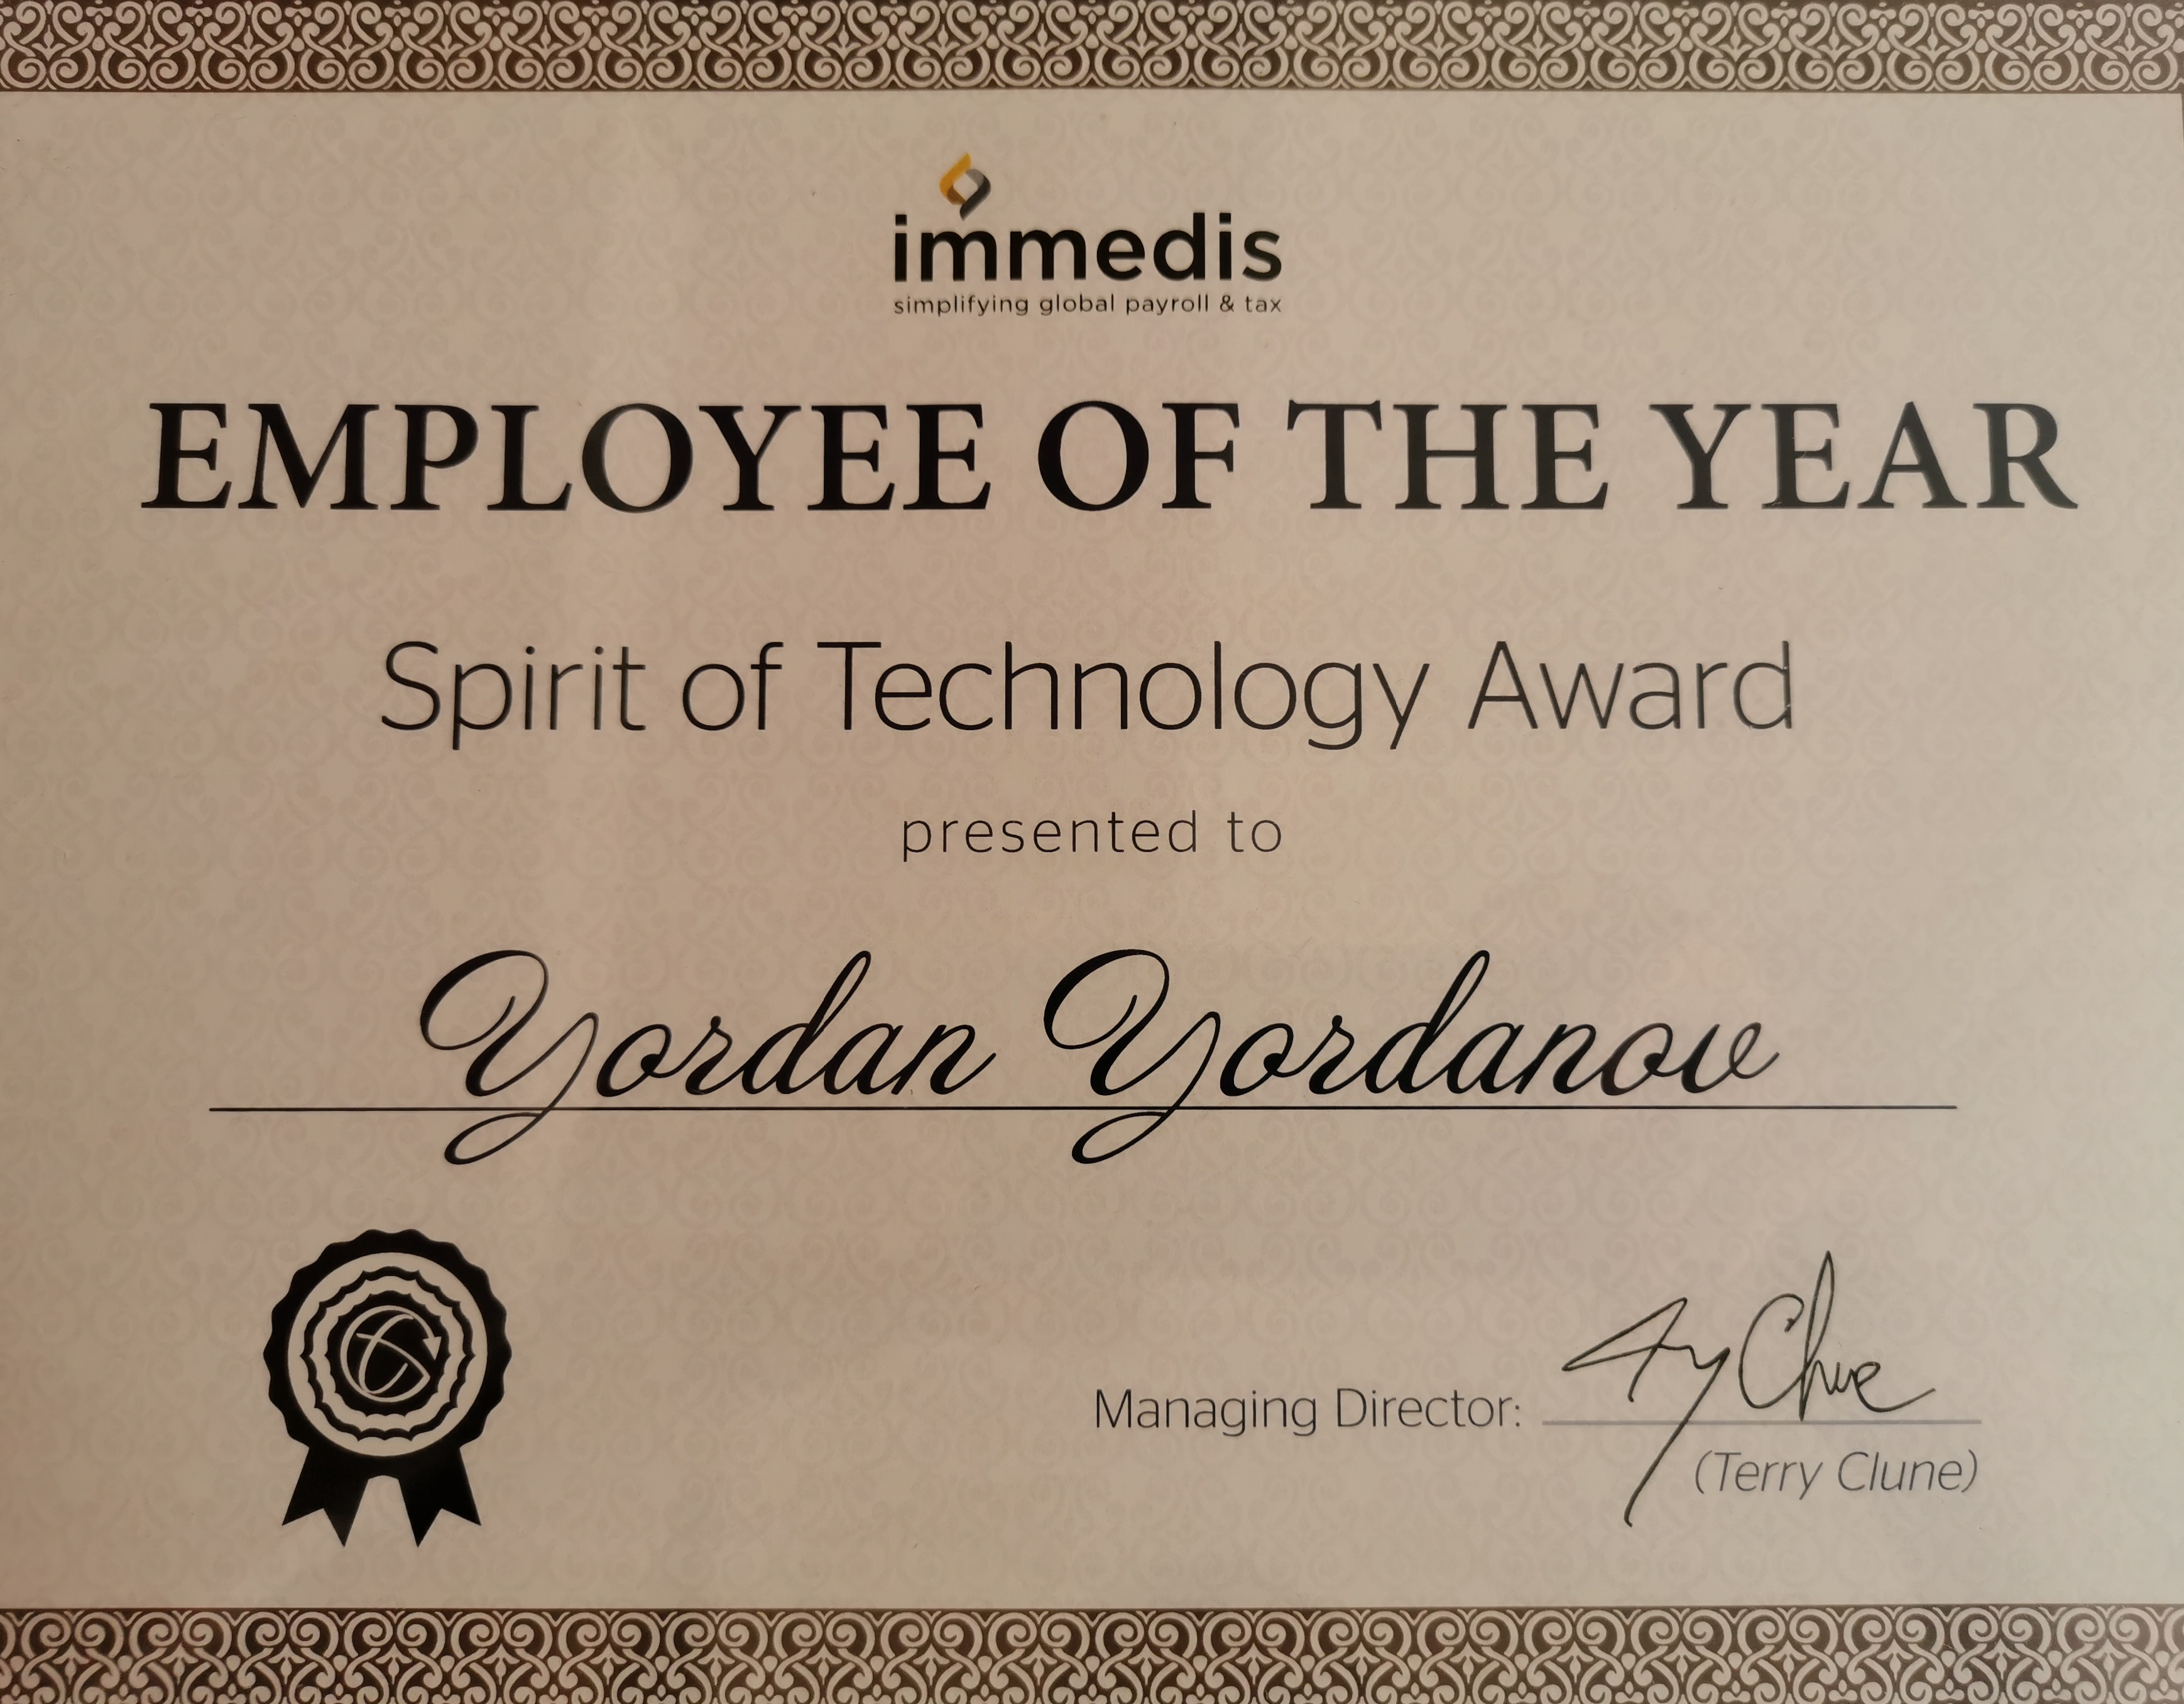 immedis
simplifying global payroll & tax
EMPLOYEE OF THE YEAR
Spirit of Technology Award
presented to
Yordan Yordanov
Managing Director:
(Terry Clune)